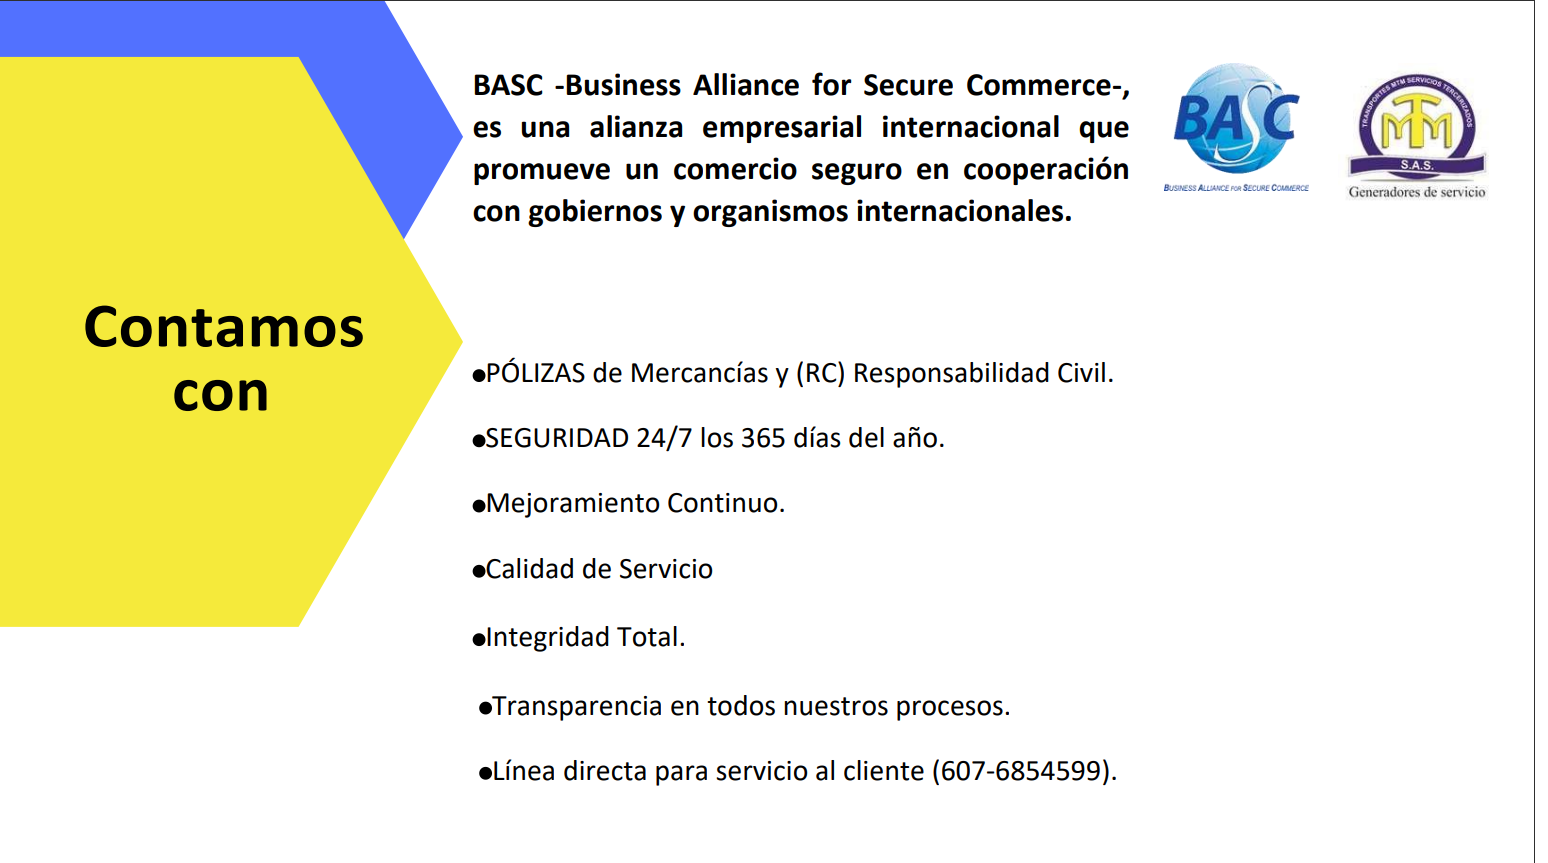 BASC -Business Alliance for Secure Commerce-,
es una alianza empresarial internacional que
promueve un comercio seguro en cooperación
con gobiernos y organismos internacionales.
BASC
BUSINESS ALLIANCE FOR SECURE COMMERCE
TRANSPORTES MTM SERVICIOS TERCERIZADOS
MTM
S.A.S.
Generadores de servicio
Contamos
con
●PÓLIZAS de Mercancías y (RC) Responsabilidad Civil.
●SEGURIDAD 24/7 los 365 días del año.
●Mejoramiento Continuo.
●Calidad de Servicio
●Integridad Total.
●Transparencia en todos nuestros procesos.
●Línea directa para servicio al cliente (607-6854599).